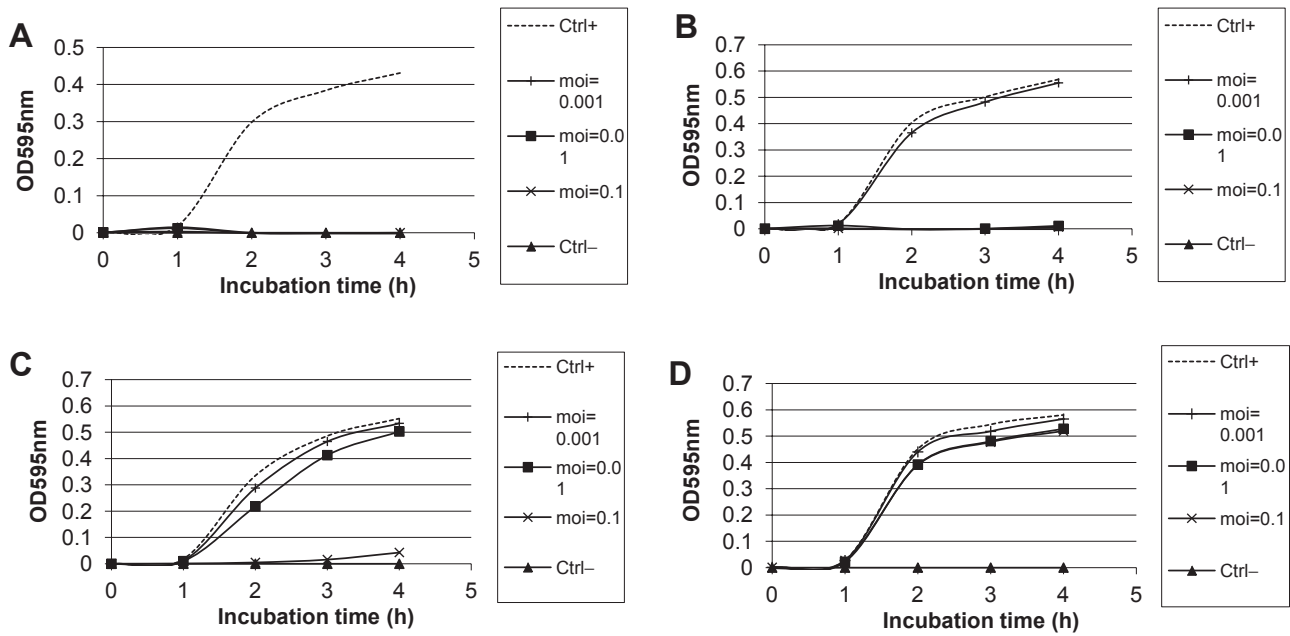 A
OD595nm
0.5
0.4
0.3
0.2
0.1
0
0 1 2 3 4 5
Incubation time (h)
Ctrl+
moi=
0.001
moi=0.0
1
moi=0.1
Ctrl–
B
OD595nm
0.7
0.6
0.5
0.4
0.3
0.2
0.1
0
0 1 2 3 4 5
Incubation time (h)
Ctrl+
moi=
0.001
moi=0.0
1
moi=0.1
Ctrl–
C
OD595nm
0.7
0.6
0.5
0.4
0.3
0.2
0.1
0
0 1 2 3 4 5
Incubation time (h)
Ctrl+
moi=
0.001
moi=0.0
1
moi=0.1
Ctrl–
D
OD595nm
0.7
0.6
0.5
0.4
0.3
0.2
0.1
0
0 1 2 3 4 5
Incubation time (h)
Ctrl+
moi=
0.001
moi=0.0
1
moi=0.1
Ctrl–